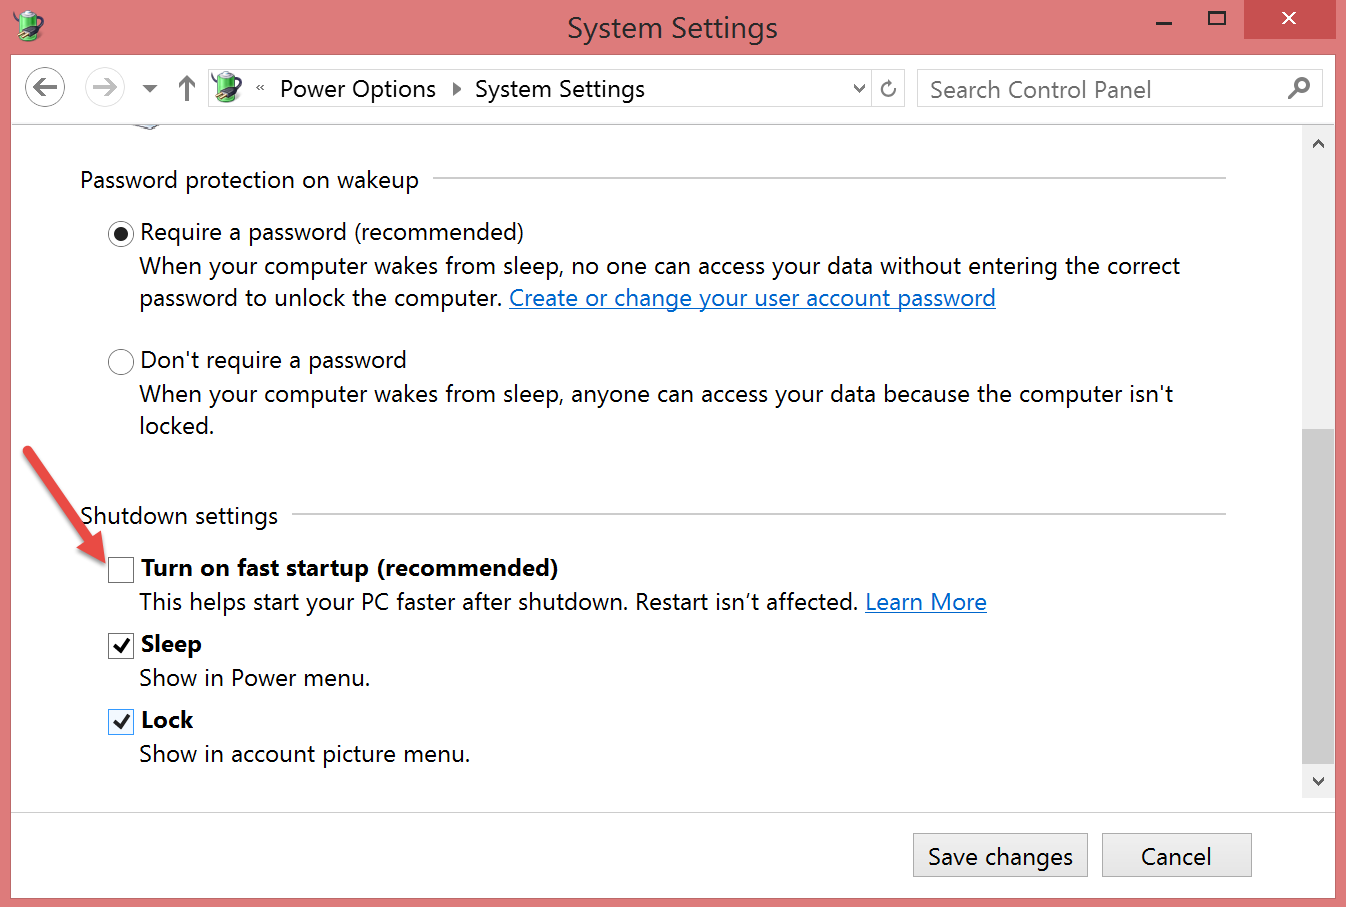 System Settings
« Power Options System Settings
Search Control Panel
Password protection on wakeup
Require a password (recommended)
When your computer wakes from sleep, no one can access your data without entering the correct
password to unlock the computer. Create or change your user account password
Don't require a password
When your computer wakes from sleep, anyone can access your data because the computer isn't
locked.
Shutdown settings
Turn on fast startup (recommended)
This helps start your PC faster after shutdown. Restart isn’t affected. Learn More
Sleep
Show in Power menu.
Lock
Show in account picture menu.
Save changes
Cancel